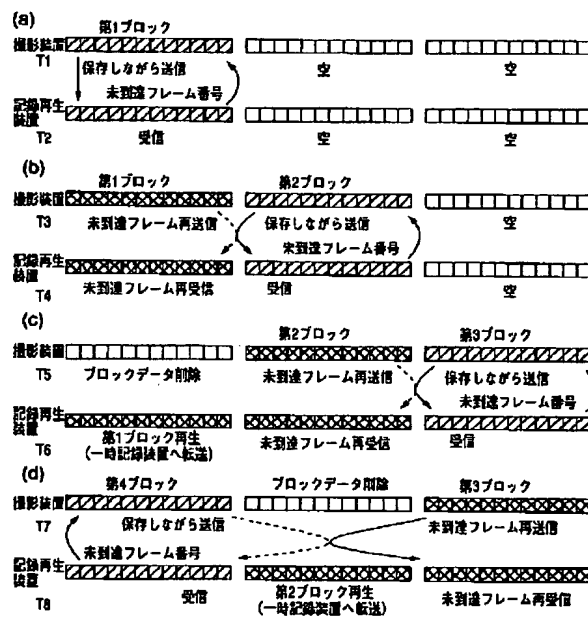 (a)
第1ブロック
撮影装置
T1
保存しながら送信
空
空
未到達フレーム番号
記録再生装置
T2
受信
空
空
(b)
第1ブロック
第2ブロック
撮影装置
T3
未到達フレーム再送信
保存しながら送信
空
未到達フレーム番号
記録再生装置
T4
未到達フレーム再受信
受信
空
(c)
第2ブロック
第3ブロック
撮影装置
T5
ブロックデータ削除
未到達フレーム再送信
保存しながら送信
未到達フレーム番号
記録再生装置
T6
第1ブロック再生
(一時記録装置へ転送)
未到達フレーム再受信
受信
(d)
第4ブロック
ブロックデータ削除
第3ブロック
撮影装置
T7
保存しながら送信
未到達フレーム再送信
未到達フレーム番号
記録再生装置
T8
受信
第2ブロック再生
(一時記録装置へ転送)
未到達フレーム再受信